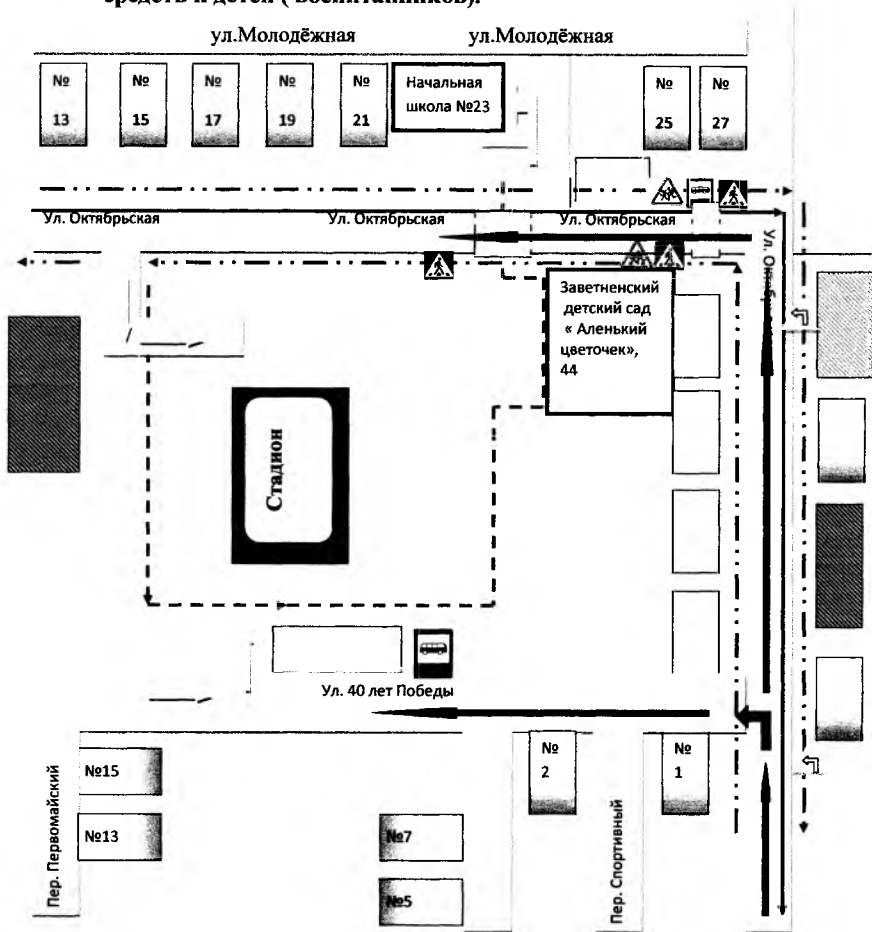 средств и детей ( воспитанников).
ул.Молодёжная
ул.Молодёжная
№
13
№
15
№
17
№
19
№
21
Начальная
школа №23
№
25
№
27
Ул. Октябрьская
Ул. Октябрьская
Ул. Октябрьская
Заветненский
детский сад
« Аленький
цветочек»,
44
Стадион
Ул. 40 лет Победы
№15
№13
Пер. Первомайский
№7
№5
№
2
Пер. Спортивный
№
1